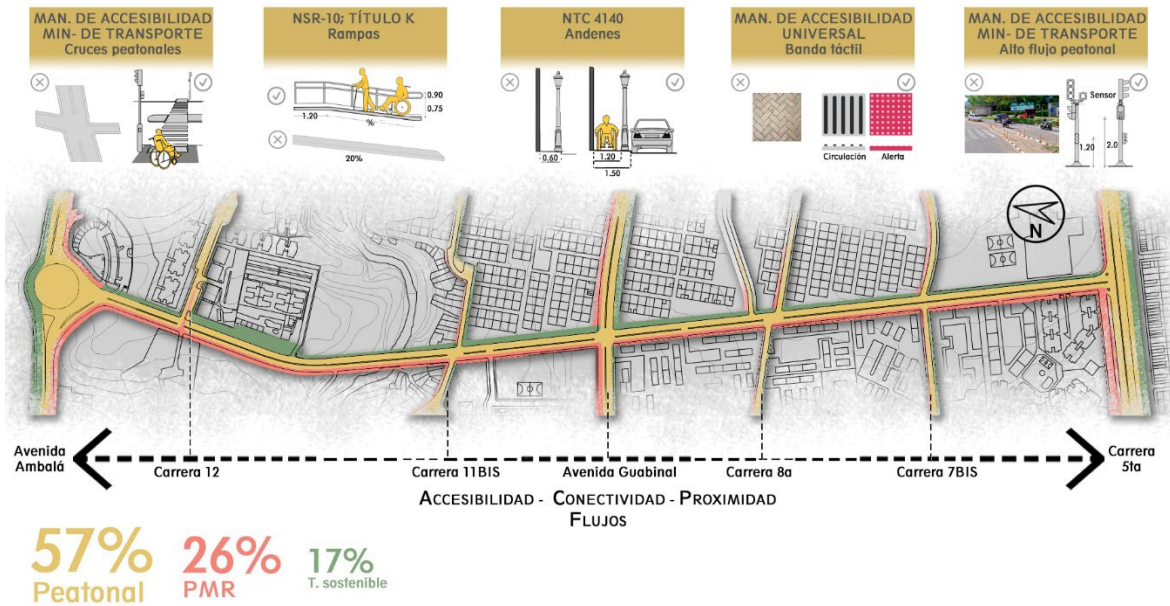 MAN. DE ACCESIBILIDAD
MIN- DE TRANSPORTE
Cruces peatonales
NSR-10; TÍTULO K
Rampas
NTC 4140
Andenes
MAN. DE ACCESIBILIDAD
UNIVERSAL
Banda táctil
MAN. DE ACCESIBILIDAD
MIN- DE TRANSPORTE
Alto flujo peatonal
0.90
0.75
1.20
%
20%
0.60
1.20
1.50
Circulación
Alerta
Sensor
1.20
2.0
N
Avenida
Ambalá
Carrera 12
Carrera 11BIS
Avenida Guabinal
Carrera 8a
Carrera 7BIS
Carrera
5ta
ACCESIBILIDAD - CONECTIVIDAD - PROXIMIDAD
FLUJOS
57%
Peatonal
26%
PMR
17%
T. sostenible